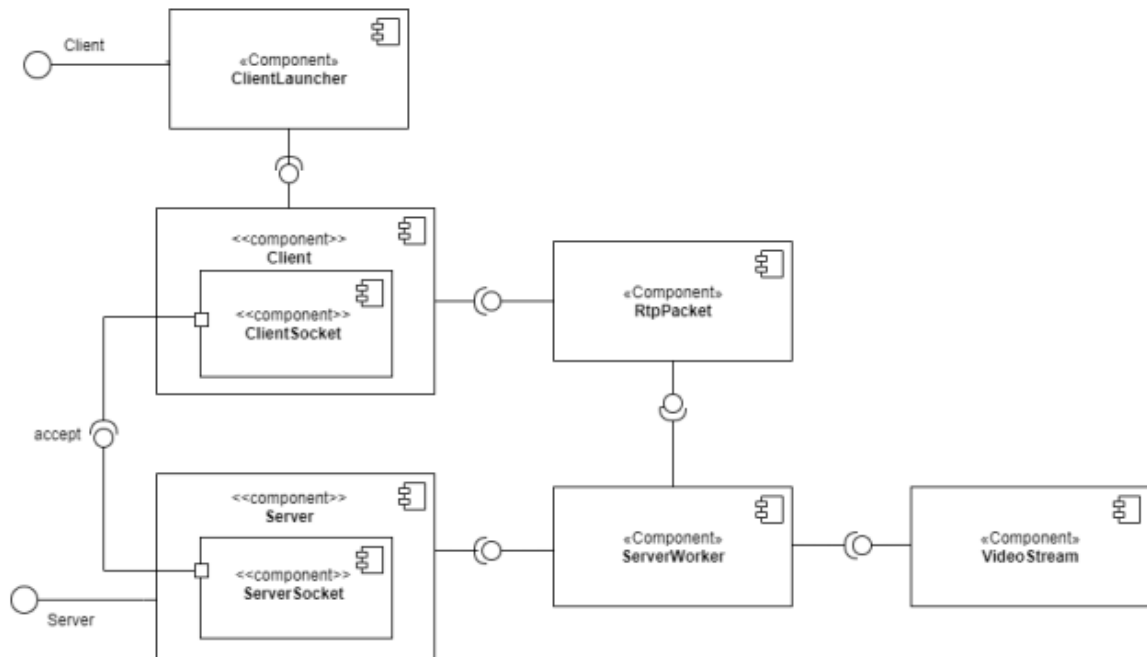 Client
«Component»
ClientLauncher
<<component>>
Client
<<component>>
ClientSocket
«Component»
RtpPacket
accept
<<component>>
Server
<<component>>
ServerSocket
«Component»
ServerWorker
«Component»
VideoStream
Server